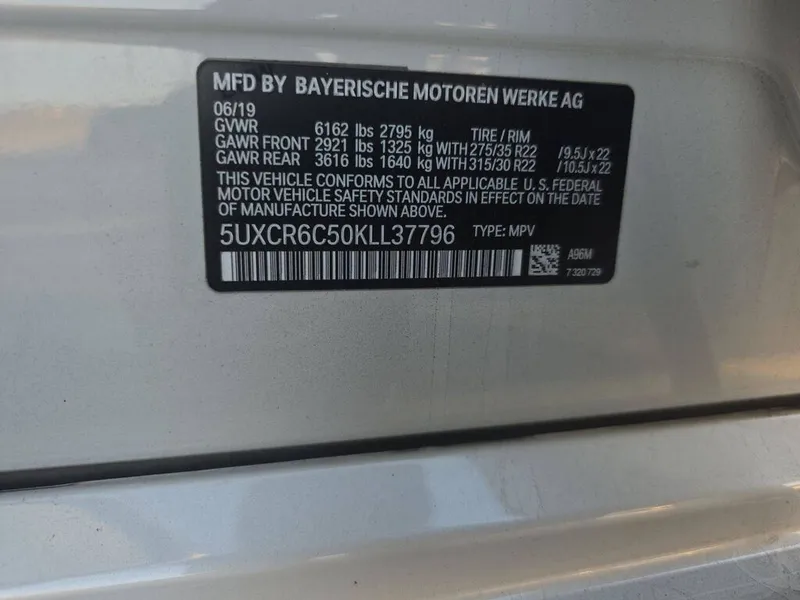 MFD BY BAYERISCHE MOTOREN WERKE AG
06/19
GVWR 6162 lbs 2795 kg TIRE / RIM
GAWR FRONT 2921 lbs 1325 kg WITH 275/35 R22 /9.5J x 22
GAWR REAR 3616 lbs 1640 kg WITH 315/30 R22 /10.5J x 22
THIS VEHICLE CONFORMS TO ALL APPLICABLE U.S. FEDERAL
MOTOR VEHICLE SAFETY STANDARDS IN EFFECT ON THE DATE
OF MANUFACTURE SHOWN ABOVE.
5UXCR6C50KLL37796 TYPE: MPV
A96M
7 320 729